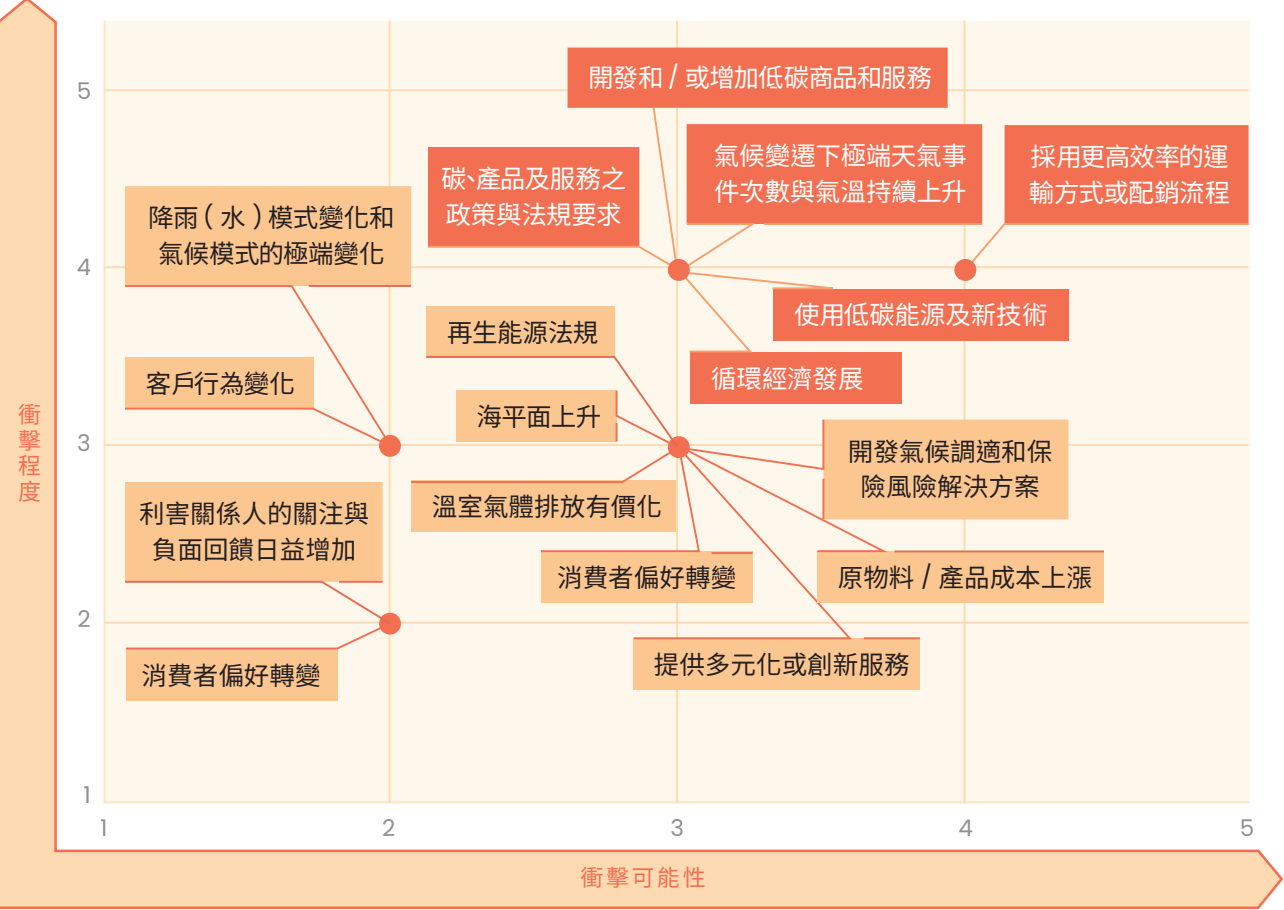 5
開發和 / 或增加低碳商品和服務
碳、產品及服務之
政策與法規要求
氣候變遷下極端天氣事
件次數與氣溫持續上升
採用更高效率的運
輸方式或配銷流程
降雨 ( 水 ) 模式變化和
氣候模式的極端變化
4
使用低碳能源及新技術
再生能源法規
循環經濟發展
客戶行為變化
海平面上升
3
開發氣候調適和保
險風險解決方案
衝擊程度
溫室氣體排放有價化
利害關係人的關注與
負面回饋日益增加
消費者偏好轉變
原物料 / 產品成本上漲
2
提供多元化或創新服務
消費者偏好轉變
1
1
2
3
4
5
衝擊可能性